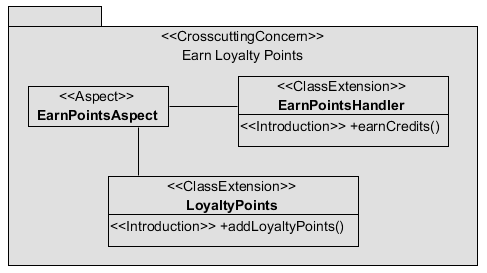 <<CrosscuttingConcern>>
Earn Loyalty Points
<<Aspect>>
EarnPointsAspect
<<ClassExtension>>
EarnPointsHandler
<<Introduction>> +earnCredits()
<<ClassExtension>>
LoyaltyPoints
<<Introduction>> +addLoyaltyPoints()